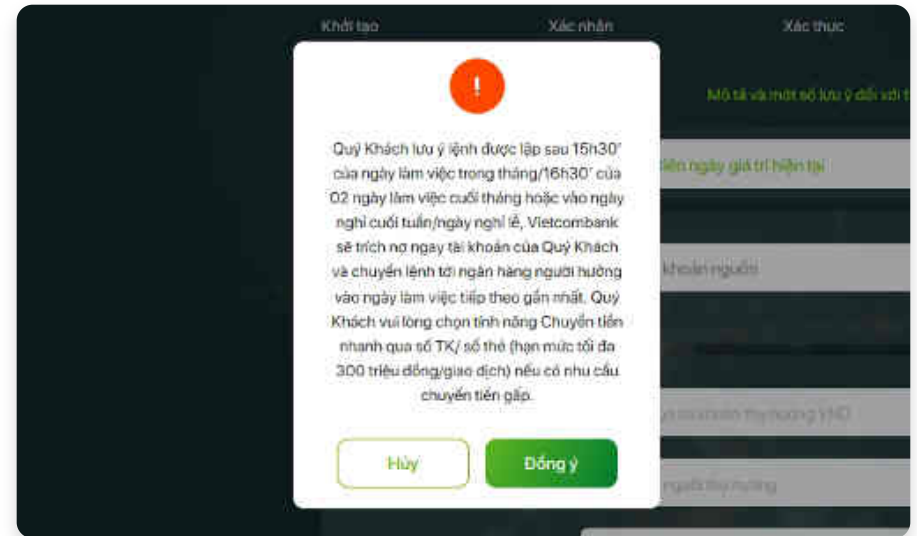 Khởi tạo
Xác nhận
Xác thực
Mô tả và một số lưu ý đối với t
!
Quý Khách lưu ý lệnh được lập sau 15h30'
của ngày làm việc trong tháng/16h30' của
02 ngày làm việc cuối tháng hoặc vào ngày
nghỉ cuối tuần/ngày nghỉ lễ, Vietcombank
sẽ trích nợ ngay tài khoản của Quý Khách
và chuyển lệnh tới ngân hàng người hưởng
vào ngày làm việc tiếp theo gần nhất. Quý
Khách vui lòng chọn tính năng Chuyển tiền
nhanh qua số TK/ số thẻ (hạn mức tối đa
300 triệu đồng/giao dịch) nếu có nhu cầu
chuyển tiền gấp.
Hủy
Đồng ý
ngày giá trị hiện tại
khoản nguồn
khoản thụ hưởng VND
người thụ hưởng